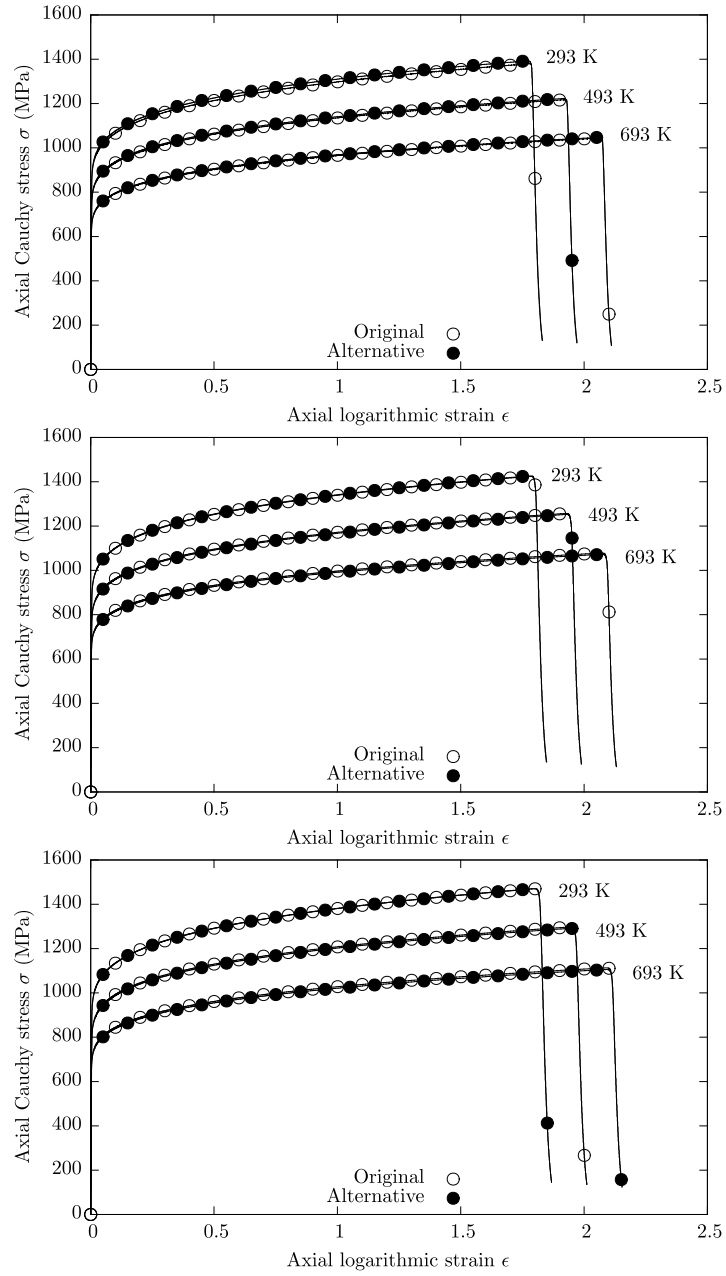 1600
1400
1200
1000
800
600
400
200
0
Axial Cauchy stress σ (MPa)
293 K
493 K
693 K
Original
Alternative
0 0.5 1 1.5 2 2.5
Axial logarithmic strain ϵ
1600
1400
1200
1000
800
600
400
200
0
Axial Cauchy stress σ (MPa)
293 K
493 K
693 K
Original
Alternative
0 0.5 1 1.5 2 2.5
Axial logarithmic strain ϵ
1600
1400
1200
1000
800
600
400
200
0
Axial Cauchy stress σ (MPa)
293 K
493 K
693 K
Original
Alternative
0 0.5 1 1.5 2 2.5
Axial logarithmic strain ϵ